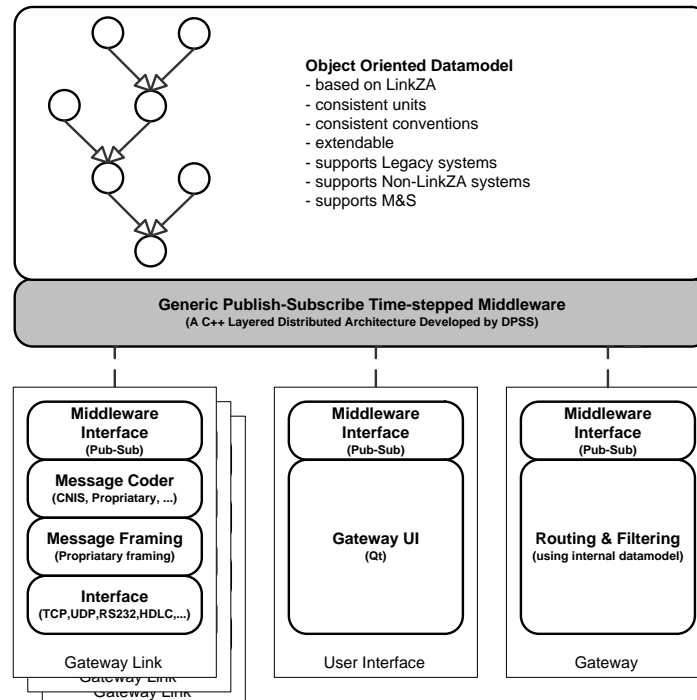 Object Oriented Datamodel
- based on LinkZA
- consistent units
- consistent conventions
- extendable
- supports Legacy systems
- supports Non-LinkZA systems
- supports M&S
Generic Publish-Subscribe Time-stepped Middleware
(A C++ Layered Distributed Architecture Developed by DPSS)
Middleware
Interface
(Pub-Sub)
Message Coder
(CNIS, Propriatary, ...)
Message Framing
(Propriatary framing)
Interface
(TCP,UDP,RS232,HDLC,...)
Gateway Link
Gateway Link
Gateway Link
Middleware
Interface
(Pub-Sub)
Gateway UI
(Qt)
User Interface
Middleware
Interface
(Pub-Sub)
Routing & Filtering
(using internal datamodel)
Gateway